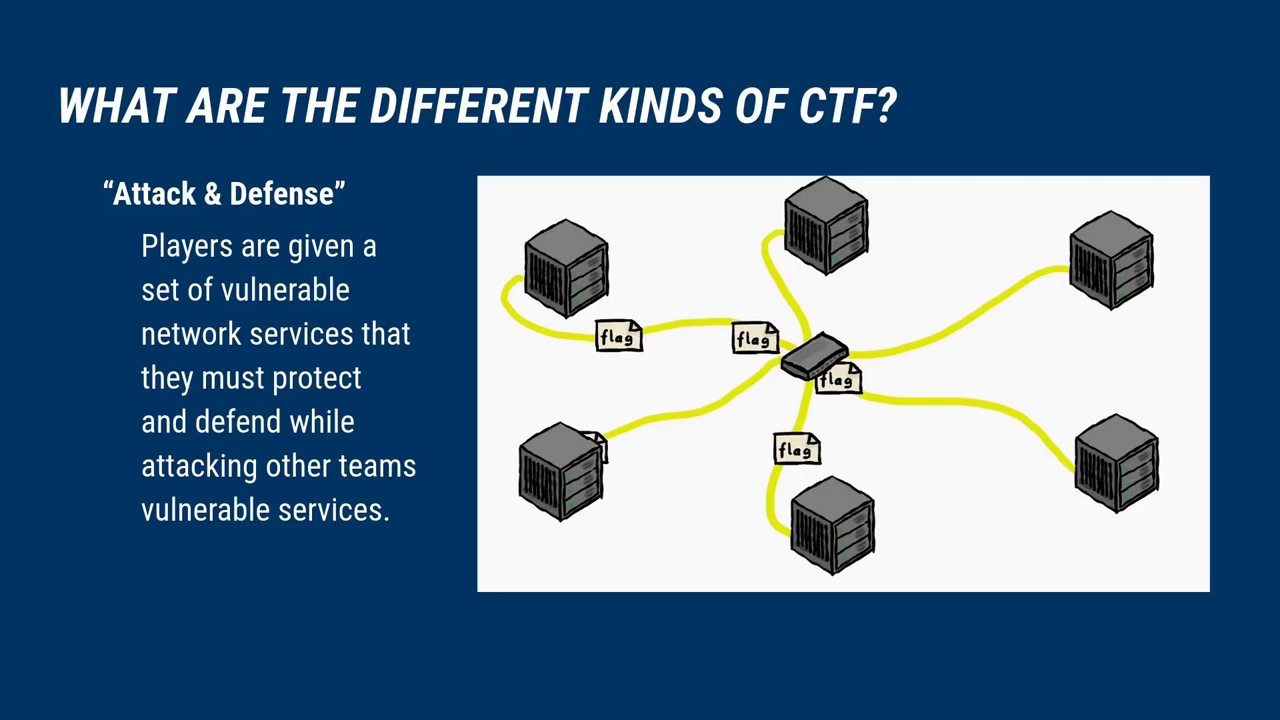 WHAT ARE THE DIFFERENT KINDS OF CTF?
“Attack & Defense”
Players are given a
set of vulnerable
network services that
they must protect
and defend while
attacking other teams
vulnerable services.
flag
flag
flag
flag